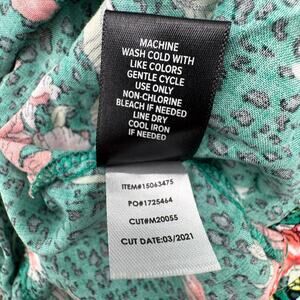 MACHINE
WASH COLD WITH
LIKE COLORS
GENTLE CYCLE
USE ONLY
NON-CHLORINE
BLEACH IF NEEDED
LINE DRY
COOL IRON
IF NEEDED
ITEM#15063475
PO#1725464
CUT#M20055
CUT DATE:03/2021